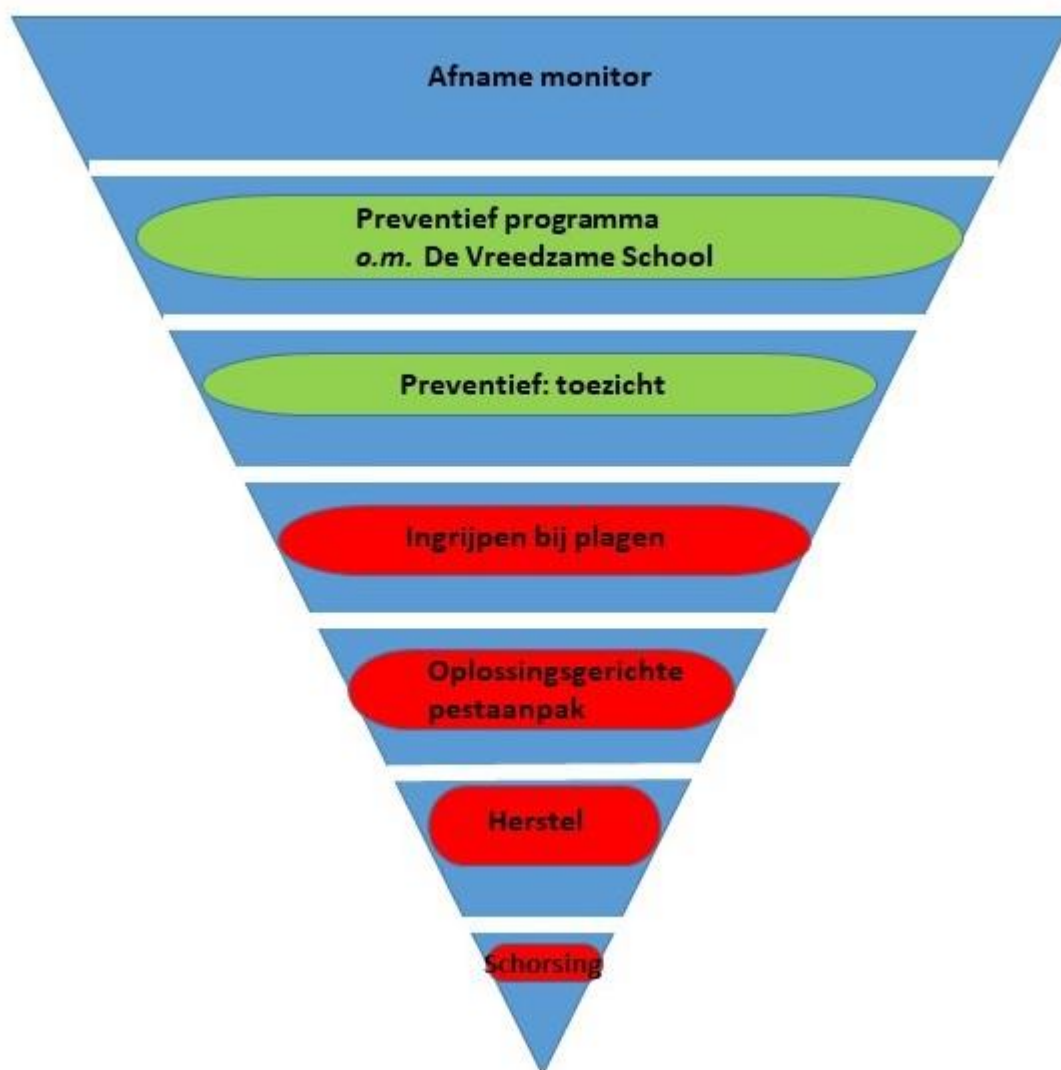 Afname monitor
Preventief programma
o.m. De Vreedzame School
Preventief: toezicht
Ingrijpen bij plagen
Oplossingsgerichte
pestaanpak
Herstel
Schorsing